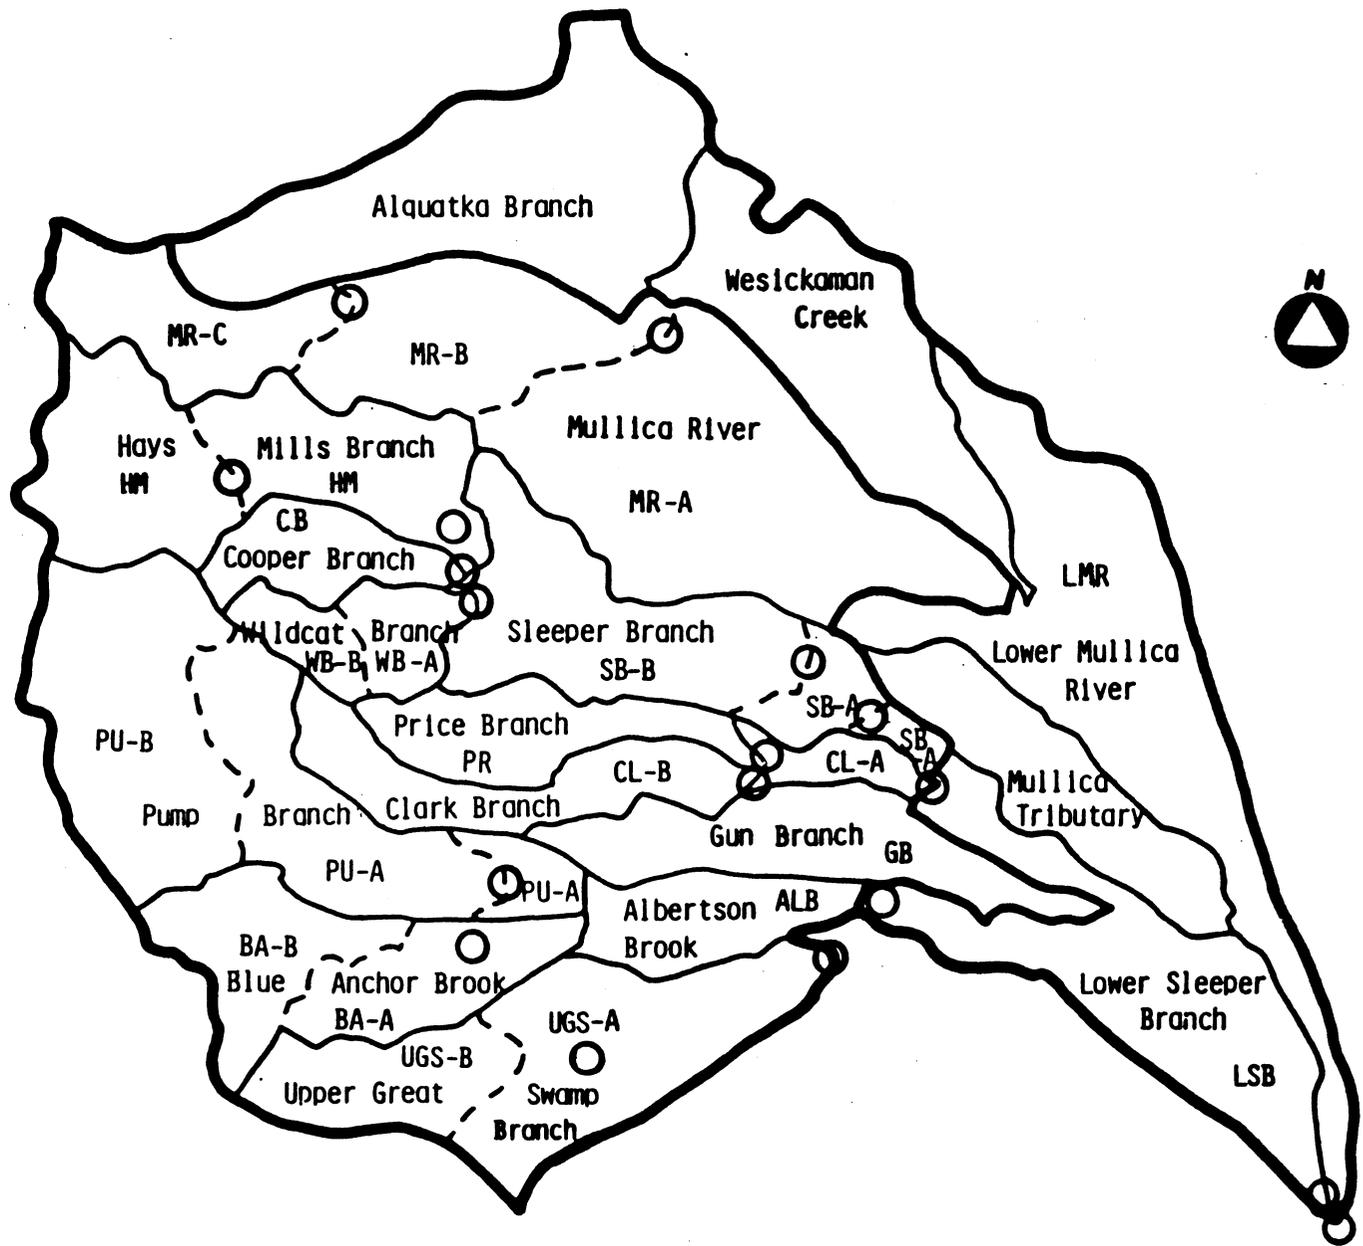 Alquatka Branch
Wesickaman
Creek
N
MR-C
MR-B
Mullica River
MR-A
Hays
HM
Mills Branch
HM
CB
Cooper Branch
LMR
Lower Mullica
River
Wildcat Branch
WB-B WB-A
Sleeper Branch
SB-B
SB-A
SB
-A
Price Branch
PR
CL-B
CL-A
PU-B
Mullica
Tributary
Pump Branch
Clark Branch
Gun Branch
GB
PU-A
PU-A
Albertson
Brook
ALB
BA-B
Blue Anchor Brook
BA-A
Lower Sleeper
Branch
LSB
UGS-A
UGS-B
Upper Great
Swamp
Branch